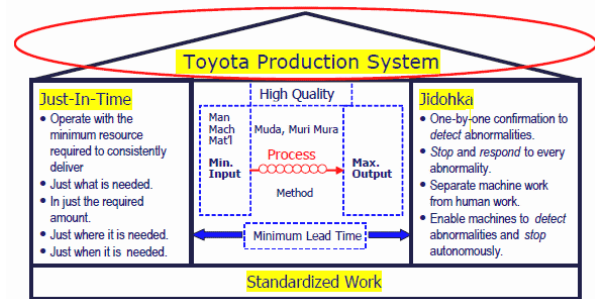 Toyota Production System
Just-In-Time
• Operate with the
minimum resource
required to consistently
deliver
• Just what is needed.
• In just the required
amount.
• Just where it is needed.
• Just when it is needed.
High Quality
Man
Mach
Mat'l
Muda, Muri Mura
Min.
Input
Process
Max.
Output
Method
Minimum Lead Time
Jidohka
• One-by-one confirmation to
detect abnormalities.
• Stop and respond to every
abnormality.
• Separate machine work
from human work.
• Enable machines to detect
abnormalities and stop
autonomously.
Standardized Work